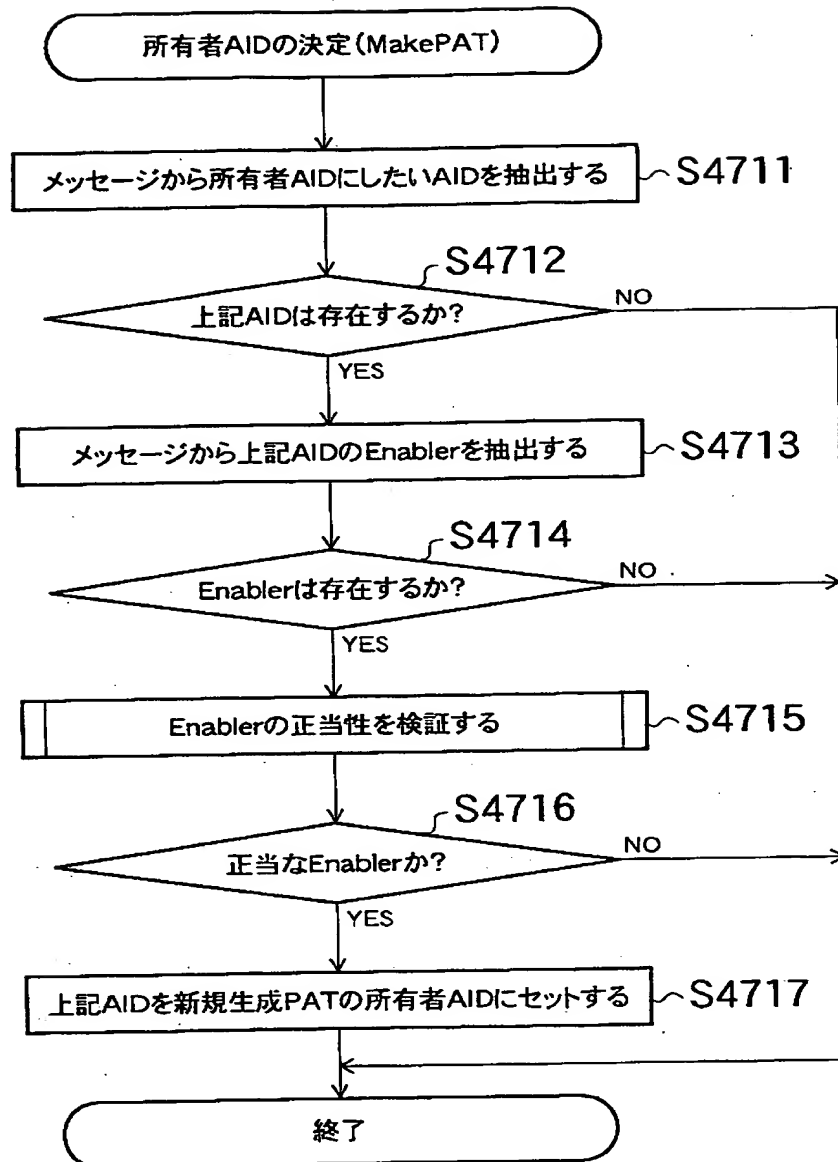 所有者AIDの決定(MakePAT)
メッセージから所有者AIDにしたいAIDを抽出する
S4711
S4712
上記AIDは存在するか?
NO
YES
メッセージから上記AIDのEnablerを抽出する
S4713
S4714
Enablerは存在するか?
NO
YES
Enablerの正当性を検証する
S4715
S4716
正当なEnablerか?
NO
YES
上記AIDを新規生成PATの所有者AIDにセットする
S4717
終了